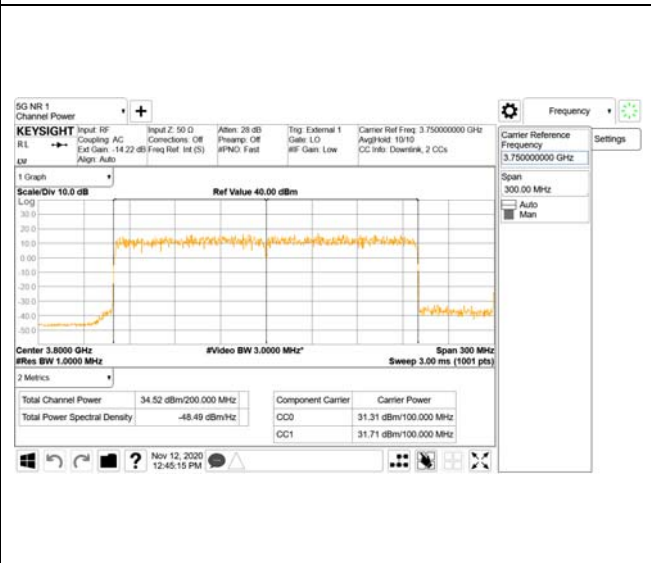 5G NR 1
Channel Power
Frequency
KEYSIGHT
RL
Input: RF
Coupling: AC
Ext Gain: -14.22 dB
Align: Auto
Input Z: 50 Ω
Corrections: Off
Freq Ref: Int (S)
Atten: 28 dB
Preamp: Off
#PNO: Fast
Trig: External 1
Gate: LO
#IF Gain: Low
Carrier Ref Freq: 3.750000000 GHz
Avg|Hold: 10/10
CC Info: Downlink, 2 CCs
Carrier Reference
Frequency
3.750000000 GHz
Settings
Span
300.00 MHz
Auto
Man
1 Graph
Scale/Div 10.0 dB
Ref Value 40.00 dBm
Log
30.0
20.0
10.0
0.00
-10.0
-20.0
-30.0
-40.0
-50.0
Center 3.8000 GHz
#Video BW 3.0000 MHz*
Span 300 MHz
#Res BW 1.0000 MHz
Sweep 3.00 ms (1001 pts)
2 Metrics
Total Channel Power
34.52 dBm/200.000 MHz
Total Power Spectral Density
-48.49 dBm/Hz
Component Carrier
Carrier Power
CC0
31.31 dBm/100.000 MHz
CC1
31.71 dBm/100.000 MHz
Nov 12, 2020
12:45:15 PM